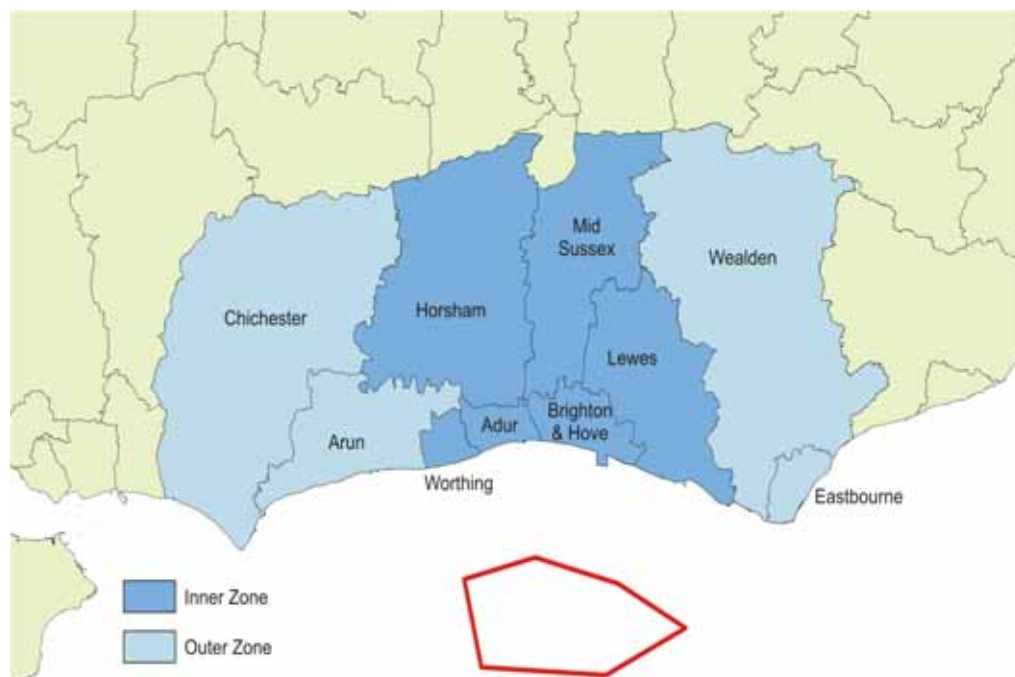 Mid
Sussex
Wealden
Chichester
Horsham
Lewes
Arun
Adur
Brighton
& Hove
Worthing
Eastbourne
Inner Zone
Outer Zone